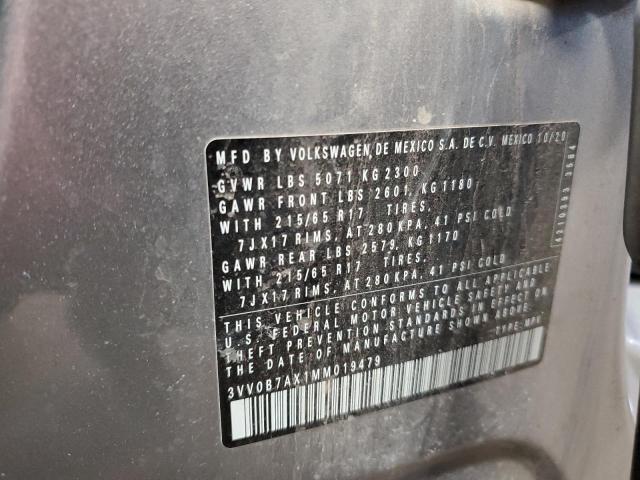 MFD BY VOLKSWAGEN, DE MEXICO S.A. DE C.V. MEXICO 10/20
GVWR LBS 5071 KG 2300
GAWR FRONT LBS 2601, KG 1180
WITH 215/65 R17 TIRES.
7JX17 RIMS, AT 280 KPA, 41 PSI COLD
GAWR REAR LBS 2579, KG 1170
WITH 215/65 R17 TIRES.
7JX17 RIMS, AT 280 KPA, 41 PSI COLD
THIS VEHICLE CONFORMS TO ALL APPLICABLE
U.S. FEDERAL MOTOR VEHICLE SAFETY AND
THEFT PREVENTION STANDARDS IN EFFECT ON
THE DATE OF MANUFACTURE SHOWN ABOVE.
TYPE: MPV
3VV0B7AX1MM019479
3504